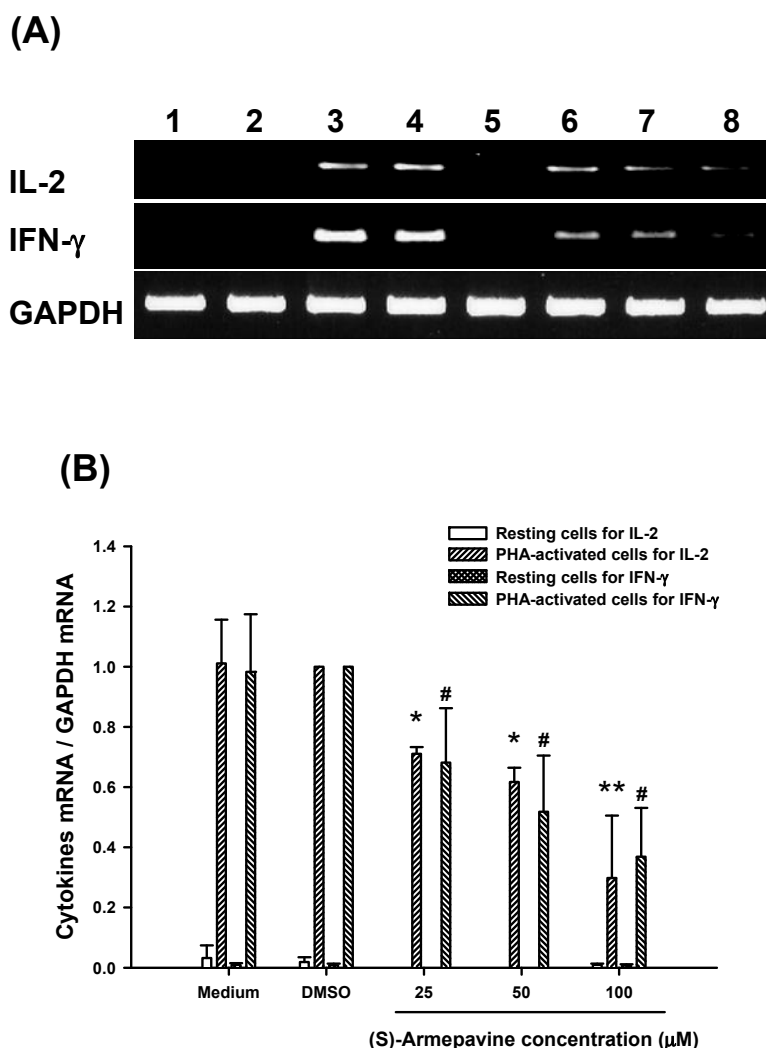 (A)
1 2 3 4 5 6 7 8
IL-2
IFN-γ
GAPDH
(B)
Resting cells for IL-2
PHA-activated cells for IL-2
Resting cells for IFN-γ
PHA-activated cells for IFN-γ
Cytokines mRNA / GAPDH mRNA
1.4
1.2
1.0
0.8
0.6
0.4
0.2
0.0
* # * # ** #
Medium DMSO 25 50 100
(S)-Armepavine concentration (μM)